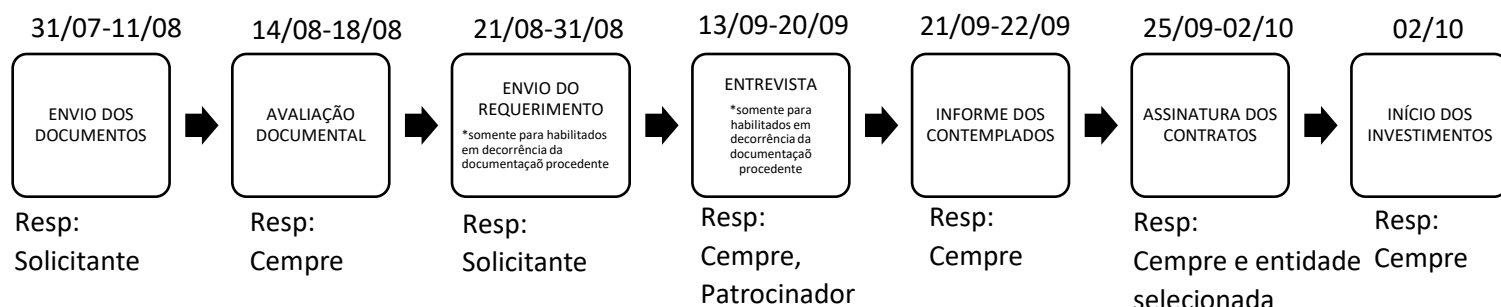 31/07-11/08
14/08-18/08
21/08-31/08
13/09-20/09
21/09-22/09
25/09-02/10
02/10
ENVIO DOS
DOCUMENTOS
AVALIAÇÃO
DOCUMENTAL
ENVIO DO
REQUERIMENTO
*somente para habilitados
em decorrência da
documentaçaõ procedente
ENTREVISTA
*somente para
habilitados em
decorrência da
documentaçaõ
procedente
INFORME DOS
CONTEMPLADOS
ASSINATURA DOS
CONTRATOS
INÍCIO DOS
INVESTIMENTOS
Resp:
Solicitante
Resp:
Cempre
Resp:
Solicitante
Resp:
Cempre,
Patrocinador
Resp:
Cempre
Resp:
Cempre e entidade
selecionada
Resp:
Cempre